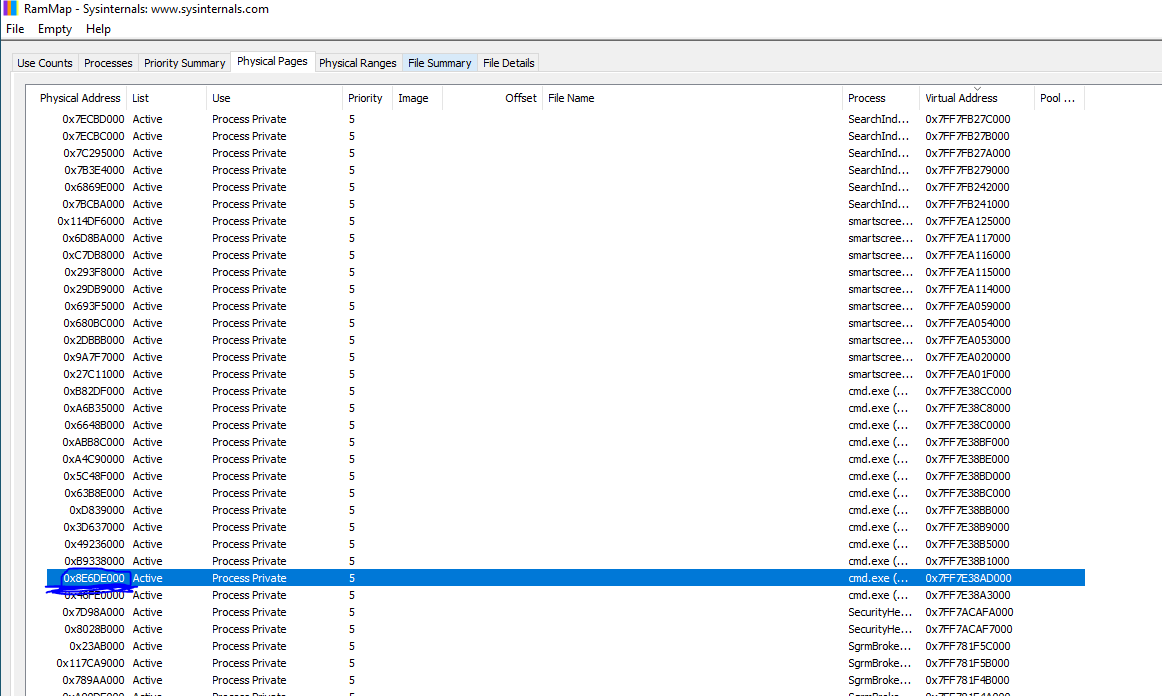 RamMap - Sysinternals: www.sysinternals.com
File Empty Help
Use Counts Processes Priority Summary Physical Pages Physical Ranges File Summary File Details
Physical Address List Use Priority Image Offset File Name Process Virtual Address Pool ...
0x7ECBD000 Active Process Private 5 SearchInd... 0x7FF7FB27C000
0x7ECBC000 Active Process Private 5 SearchInd... 0x7FF7FB27B000
0x7C295000 Active Process Private 5 SearchInd... 0x7FF7FB27A000
0x7B3E4000 Active Process Private 5 SearchInd... 0x7FF7FB279000
0x6869E000 Active Process Private 5 SearchInd... 0x7FF7FB242000
0x7BCBA000 Active Process Private 5 SearchInd... 0x7FF7FB241000
0x114DF6000 Active Process Private 5 smartscree... 0x7FF7EA125000
0x6D8BA000 Active Process Private 5 smartscree... 0x7FF7EA117000
0xC7DB8000 Active Process Private 5 smartscree... 0x7FF7EA116000
0x293F8000 Active Process Private 5 smartscree... 0x7FF7EA115000
0x29DB9000 Active Process Private 5 smartscree... 0x7FF7EA114000
0x693F5000 Active Process Private 5 smartscree... 0x7FF7EA059000
0x680BC000 Active Process Private 5 smartscree... 0x7FF7EA054000
0x2DBBB000 Active Process Private 5 smartscree... 0x7FF7EA053000
0x9A7F7000 Active Process Private 5 smartscree... 0x7FF7EA020000
0x27C11000 Active Process Private 5 smartscree... 0x7FF7EA01F000
0xB82DF000 Active Process Private 5 cmd.exe (... 0x7FF7E38CC000
0xA6B35000 Active Process Private 5 cmd.exe (... 0x7FF7E38C8000
0x6648B000 Active Process Private 5 cmd.exe (... 0x7FF7E38C0000
0xABB8C000 Active Process Private 5 cmd.exe (... 0x7FF7E38BF000
0xA4C90000 Active Process Private 5 cmd.exe (... 0x7FF7E38BE000
0x5C48F000 Active Process Private 5 cmd.exe (... 0x7FF7E38BD000
0x63B8E000 Active Process Private 5 cmd.exe (... 0x7FF7E38BC000
0xD839000 Active Process Private 5 cmd.exe (... 0x7FF7E38BB000
0x3D637000 Active Process Private 5 cmd.exe (... 0x7FF7E38B9000
0x49236000 Active Process Private 5 cmd.exe (... 0x7FF7E38B5000
0xB9338000 Active Process Private 5 cmd.exe (... 0x7FF7E38B1000
0x8E6DE000 Active Process Private 5 cmd.exe (... 0x7FF7E38AD000
Active Process Private 5 cmd.exe (... 0x7FF7E38A3000
0x7D98A000 Active Process Private 5 SecurityHe... 0x7FF7ACAFA000
0x8028B000 Active Process Private 5 SecurityHe... 0x7FF7ACAF7000
0x23AB000 Active Process Private 5 SgrmBroke... 0x7FF781F5C000
0x117CA9000 Active Process Private 5 SgrmBroke... 0x7FF781F5B000
0x789AA000 Active Process Private 5 SgrmBroke... 0x7FF781F4B000
Active Process Private 5 SgrmBroke...